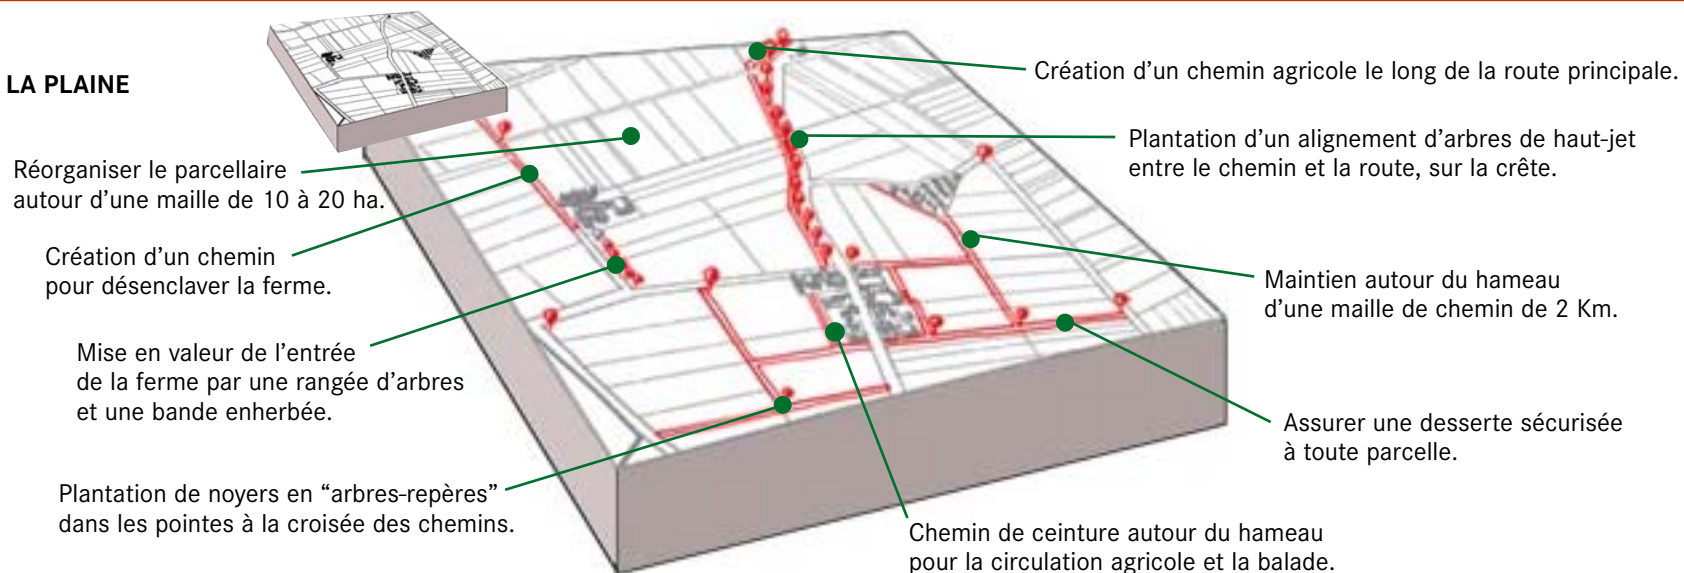 LA PLAINE
Création d’un chemin agricole le long de la route principale.
Plantation d’un alignement d’arbres de haut-jet
entre le chemin et la route, sur la crête.
Réorganiser le parcellaire
autour d’une maille de 10 à 20 ha.
Création d’un chemin
pour désenclaver la ferme.
Maintien autour du hameau
d’une maille de chemin de 2 Km.
Mise en valeur de l’entrée
de la ferme par une rangée d’arbres
et une bande enherbée.
Assurer une desserte sécurisée
à toute parcelle.
Plantation de noyers en “arbres-repères”
dans les pointes à la croisée des chemins.
Chemin de ceinture autour du hameau
pour la circulation agricole et la balade.